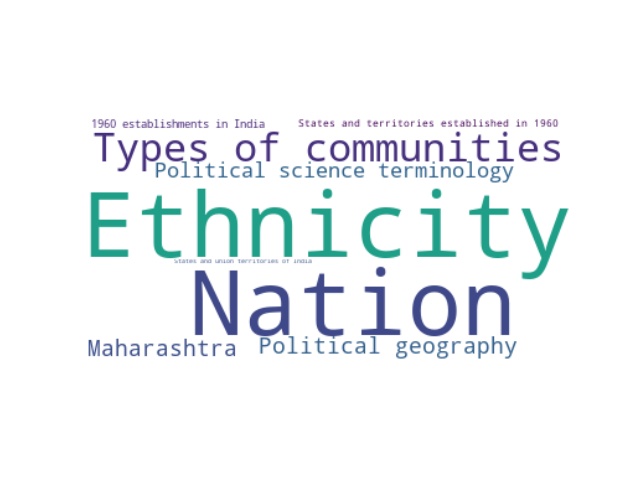 1960 establishments in India
States and territories established in 1960
Types of communities
Political science terminology
Ethnicity
States and union territories of India
Nation
Maharashtra
Political geography